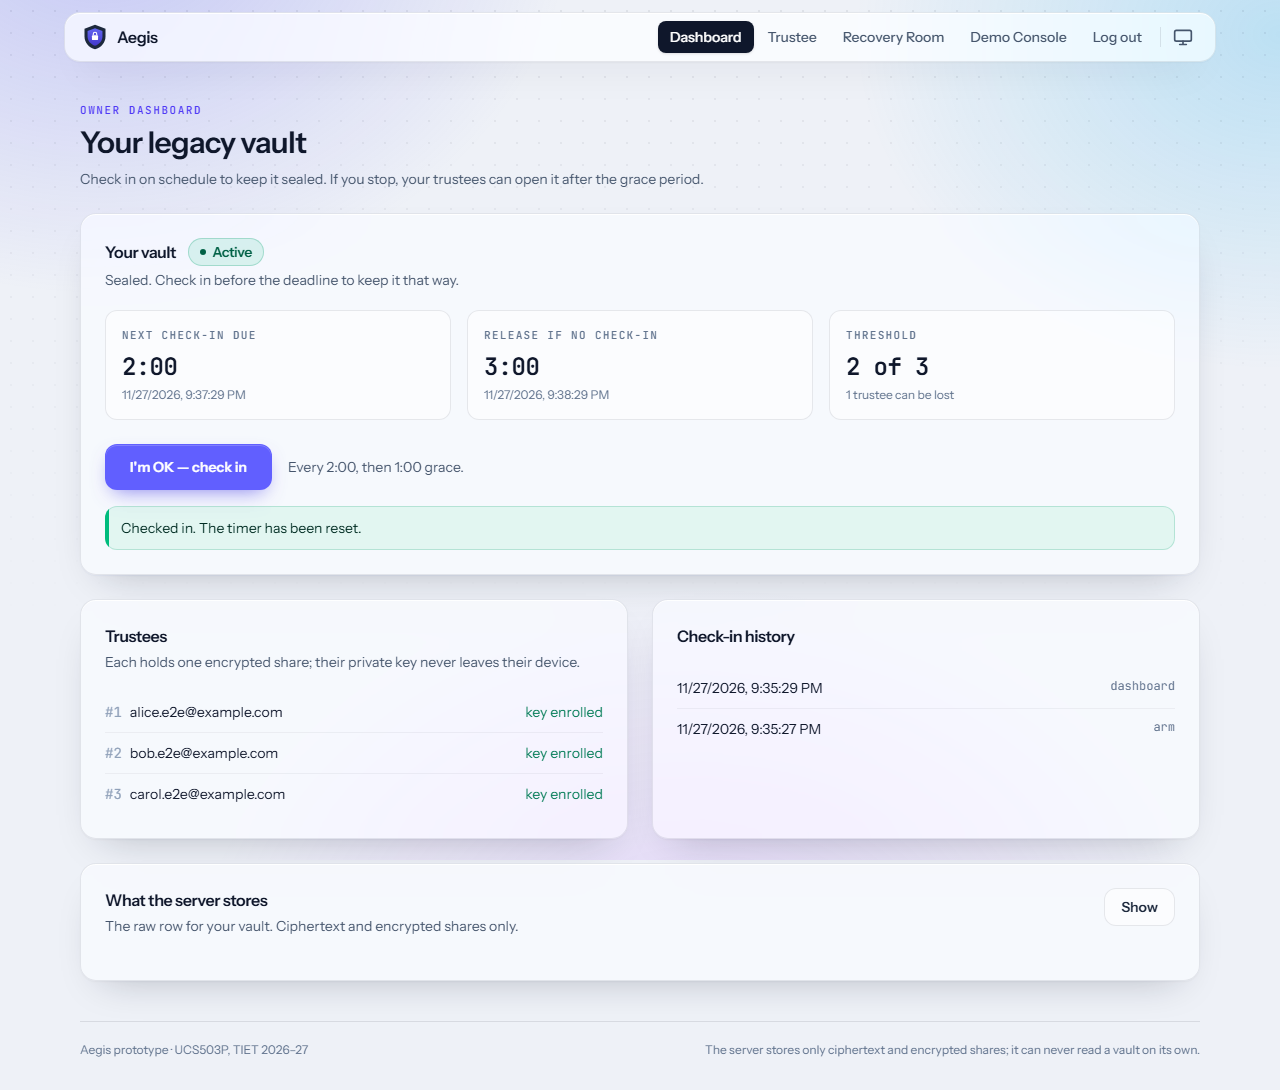 Aegis
Dashboard
Trustee
Recovery Room
Demo Console
Log out
OWNER DASHBOARD
Your legacy vault
Check in on schedule to keep it sealed. If you stop, your trustees can open it after the grace period.
Your vault
Active
Sealed. Check in before the deadline to keep it that way.
NEXT CHECK-IN DUE
2:00
11/27/2026, 9:37:29 PM
RELEASE IF NO CHECK-IN
3:00
11/27/2026, 9:38:29 PM
THRESHOLD
2 of 3
1 trustee can be lost
I'm OK — check in
Every 2:00, then 1:00 grace.
Checked in. The timer has been reset.
Trustees
Each holds one encrypted share; their private key never leaves their device.
#1 alice.e2e@example.com key enrolled
#2 bob.e2e@example.com key enrolled
#3 carol.e2e@example.com key enrolled
Check-in history
11/27/2026, 9:35:29 PM dashboard
11/27/2026, 9:35:27 PM arm
What the server stores
The raw row for your vault. Ciphertext and encrypted shares only.
Show
Aegis prototype · UCS503P, TIET 2026–27
The server stores only ciphertext and encrypted shares; it can never read a vault on its own.